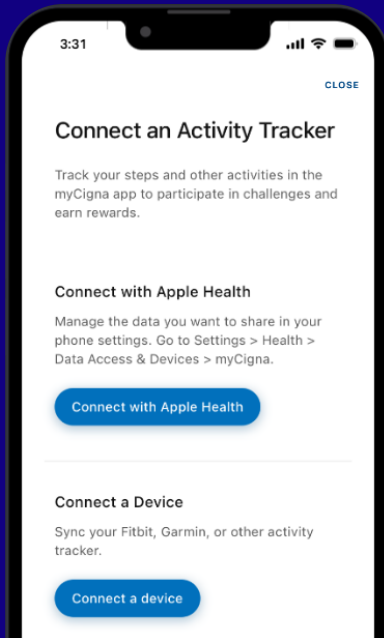 3:31
CLOSE
Connect an Activity Tracker
Track your steps and other activities in the
myCigna app to participate in challenges and
earn rewards.
Connect with Apple Health
Manage the data you want to share in your
phone settings. Go to Settings > Health >
Data Access & Devices > myCigna.
Connect with Apple Health
Connect a Device
Sync your Fitbit, Garmin, or other activity
tracker.
Connect a device